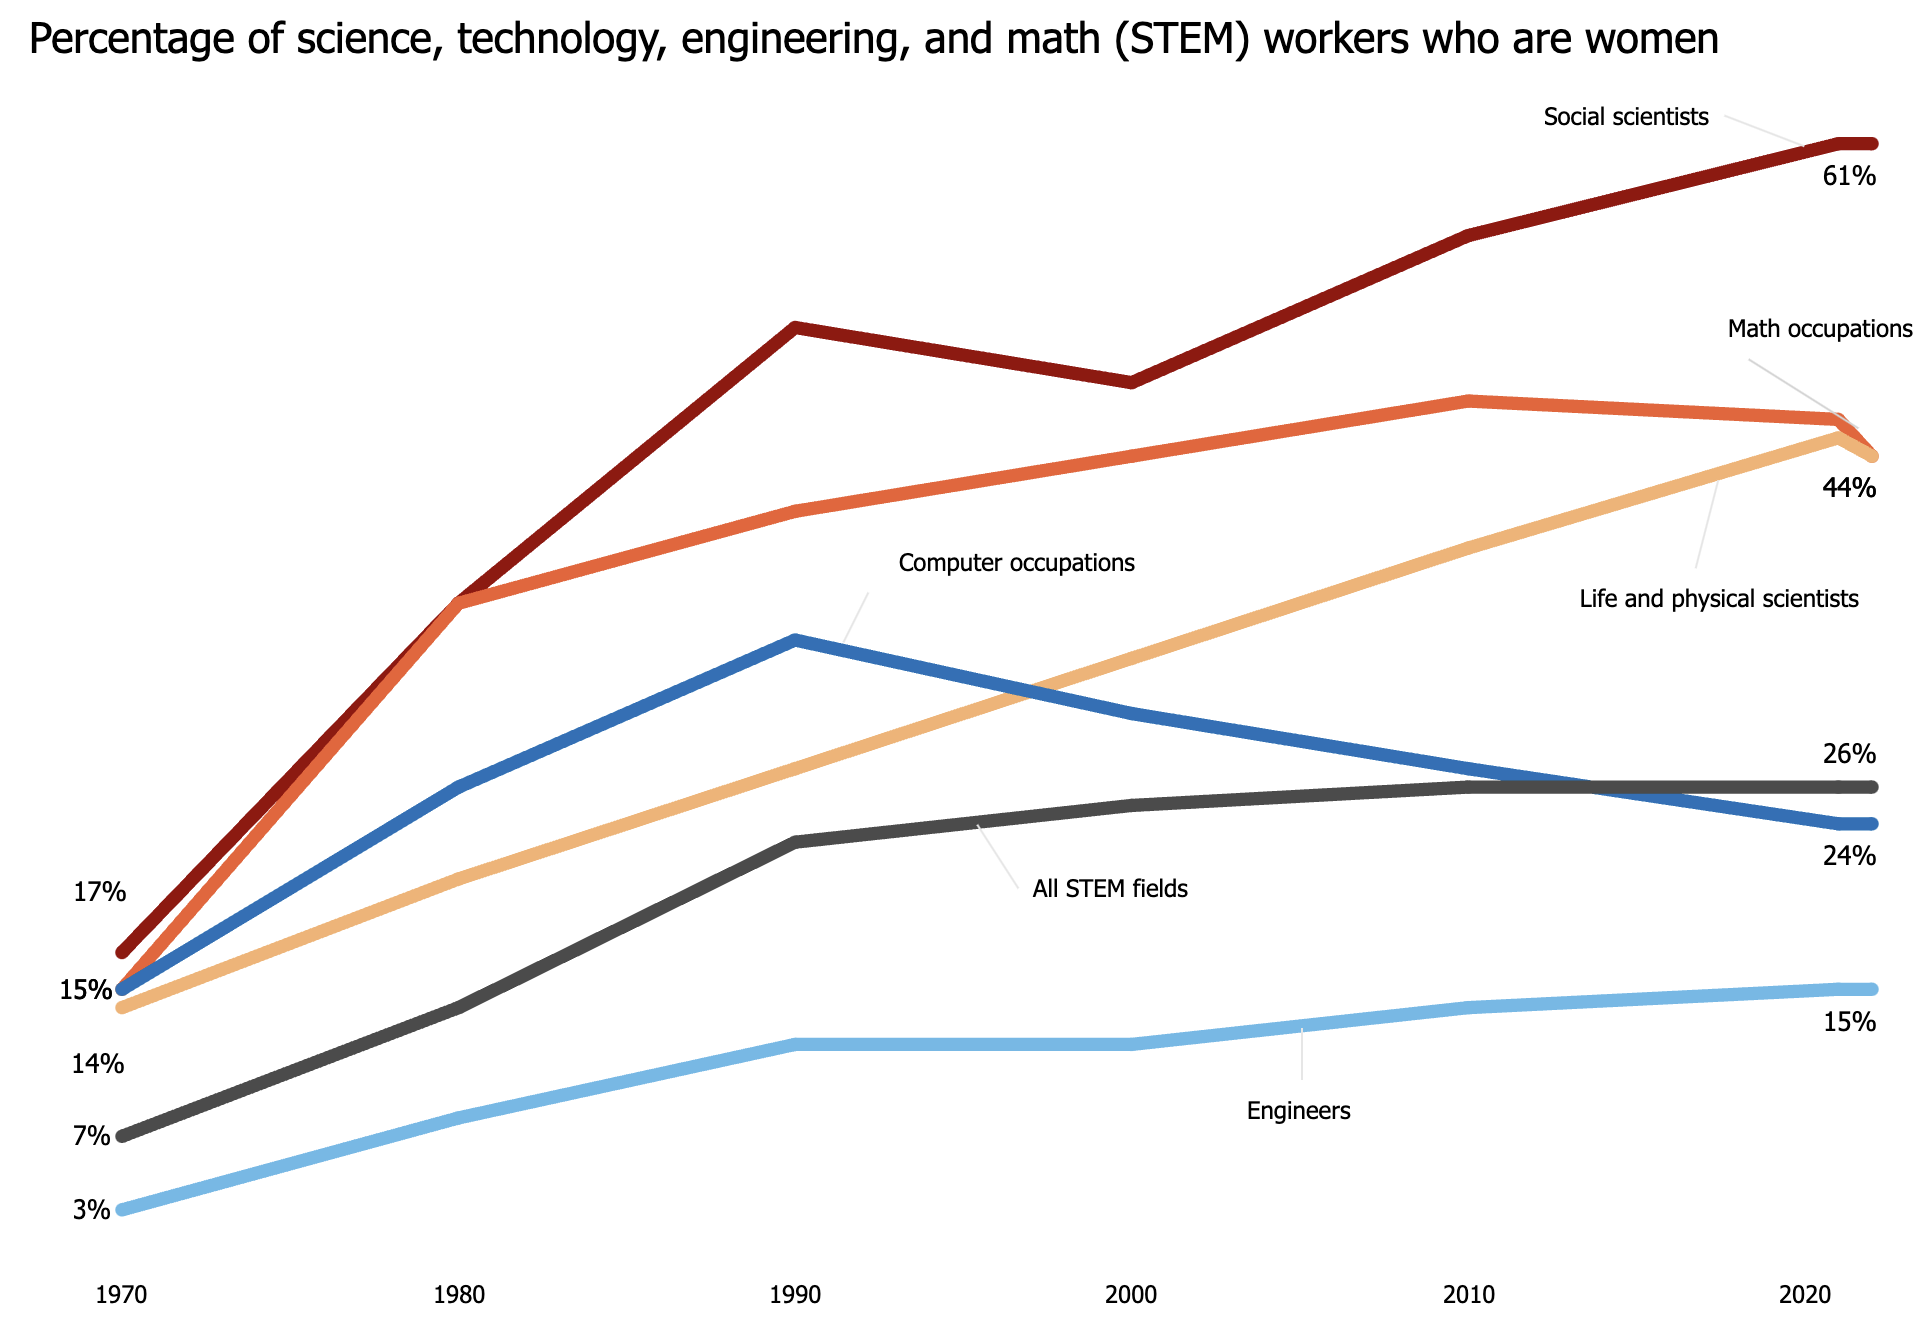 Percentage of science, technology, engineering, and math (STEM) workers who are women
Social scientists
61%
Math occupations
44%
Computer occupations
Life and physical scientists
26%
24%
17%
All STEM fields
15%
15%
14%
Engineers
7%
3%
1970 1980 1990 2000 2010 2020